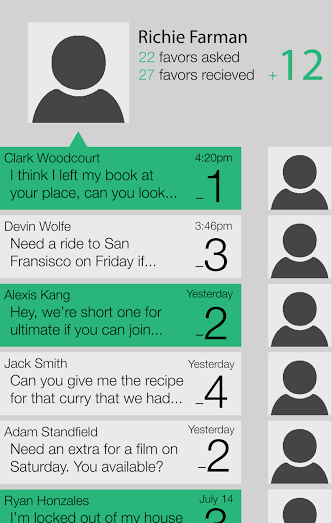 Richie Farman
22 favors asked
27 favors recieved
+12
Clark Woodcourt 4:20pm
I think I left my book at
your place, can you look...
–1
Devin Wolfe 3:46pm
Need a ride to San
Fransisco on Friday if...
–3
Alexis Kang Yesterday
Hey, we're short one for
ultimate if you can join...
–2
Jack Smith Yesterday
Can you give me the recipe
for that curry that we had...
–4
Adam Standfield Yesterday
Need an extra for a film on
Saturday. You available?
–2
Ryan Honzales July 14
I'm locked out of my house